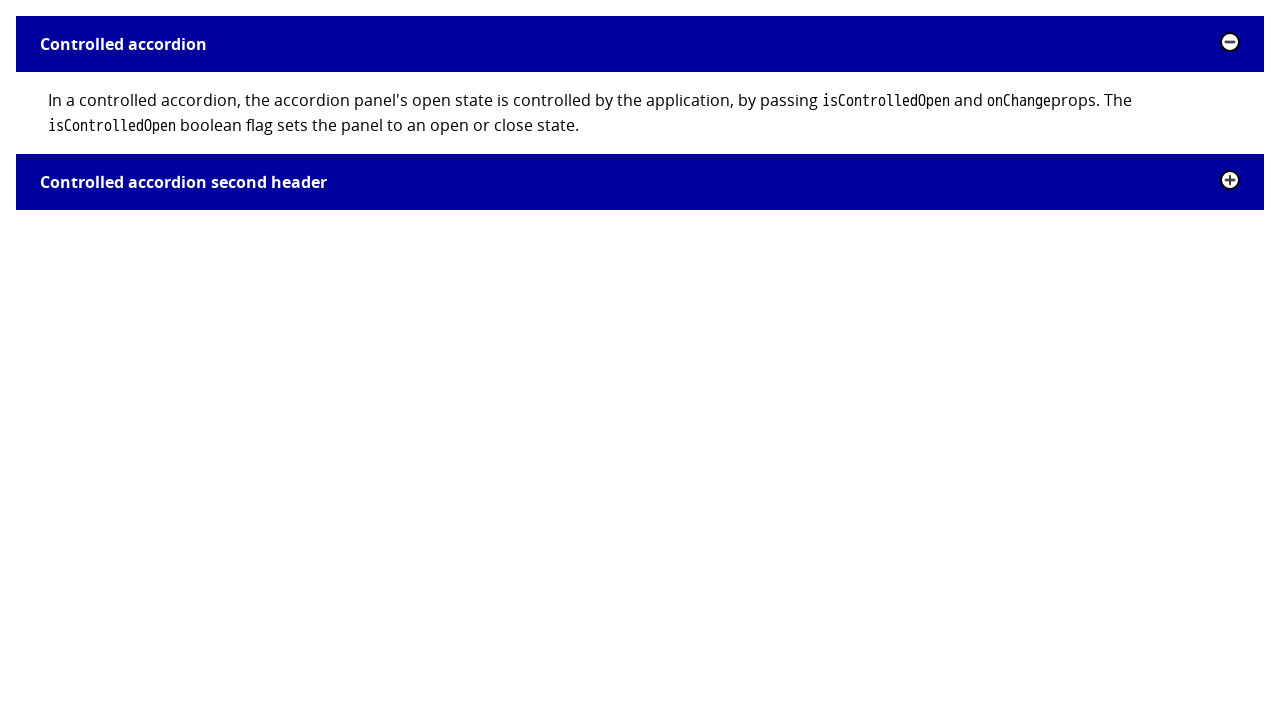 Controlled accordion
In a controlled accordion, the accordion panel's open state is controlled by the application, by passing isControlledOpen and onChangeprops. The
isControlledOpen boolean flag sets the panel to an open or close state.
Controlled accordion second header